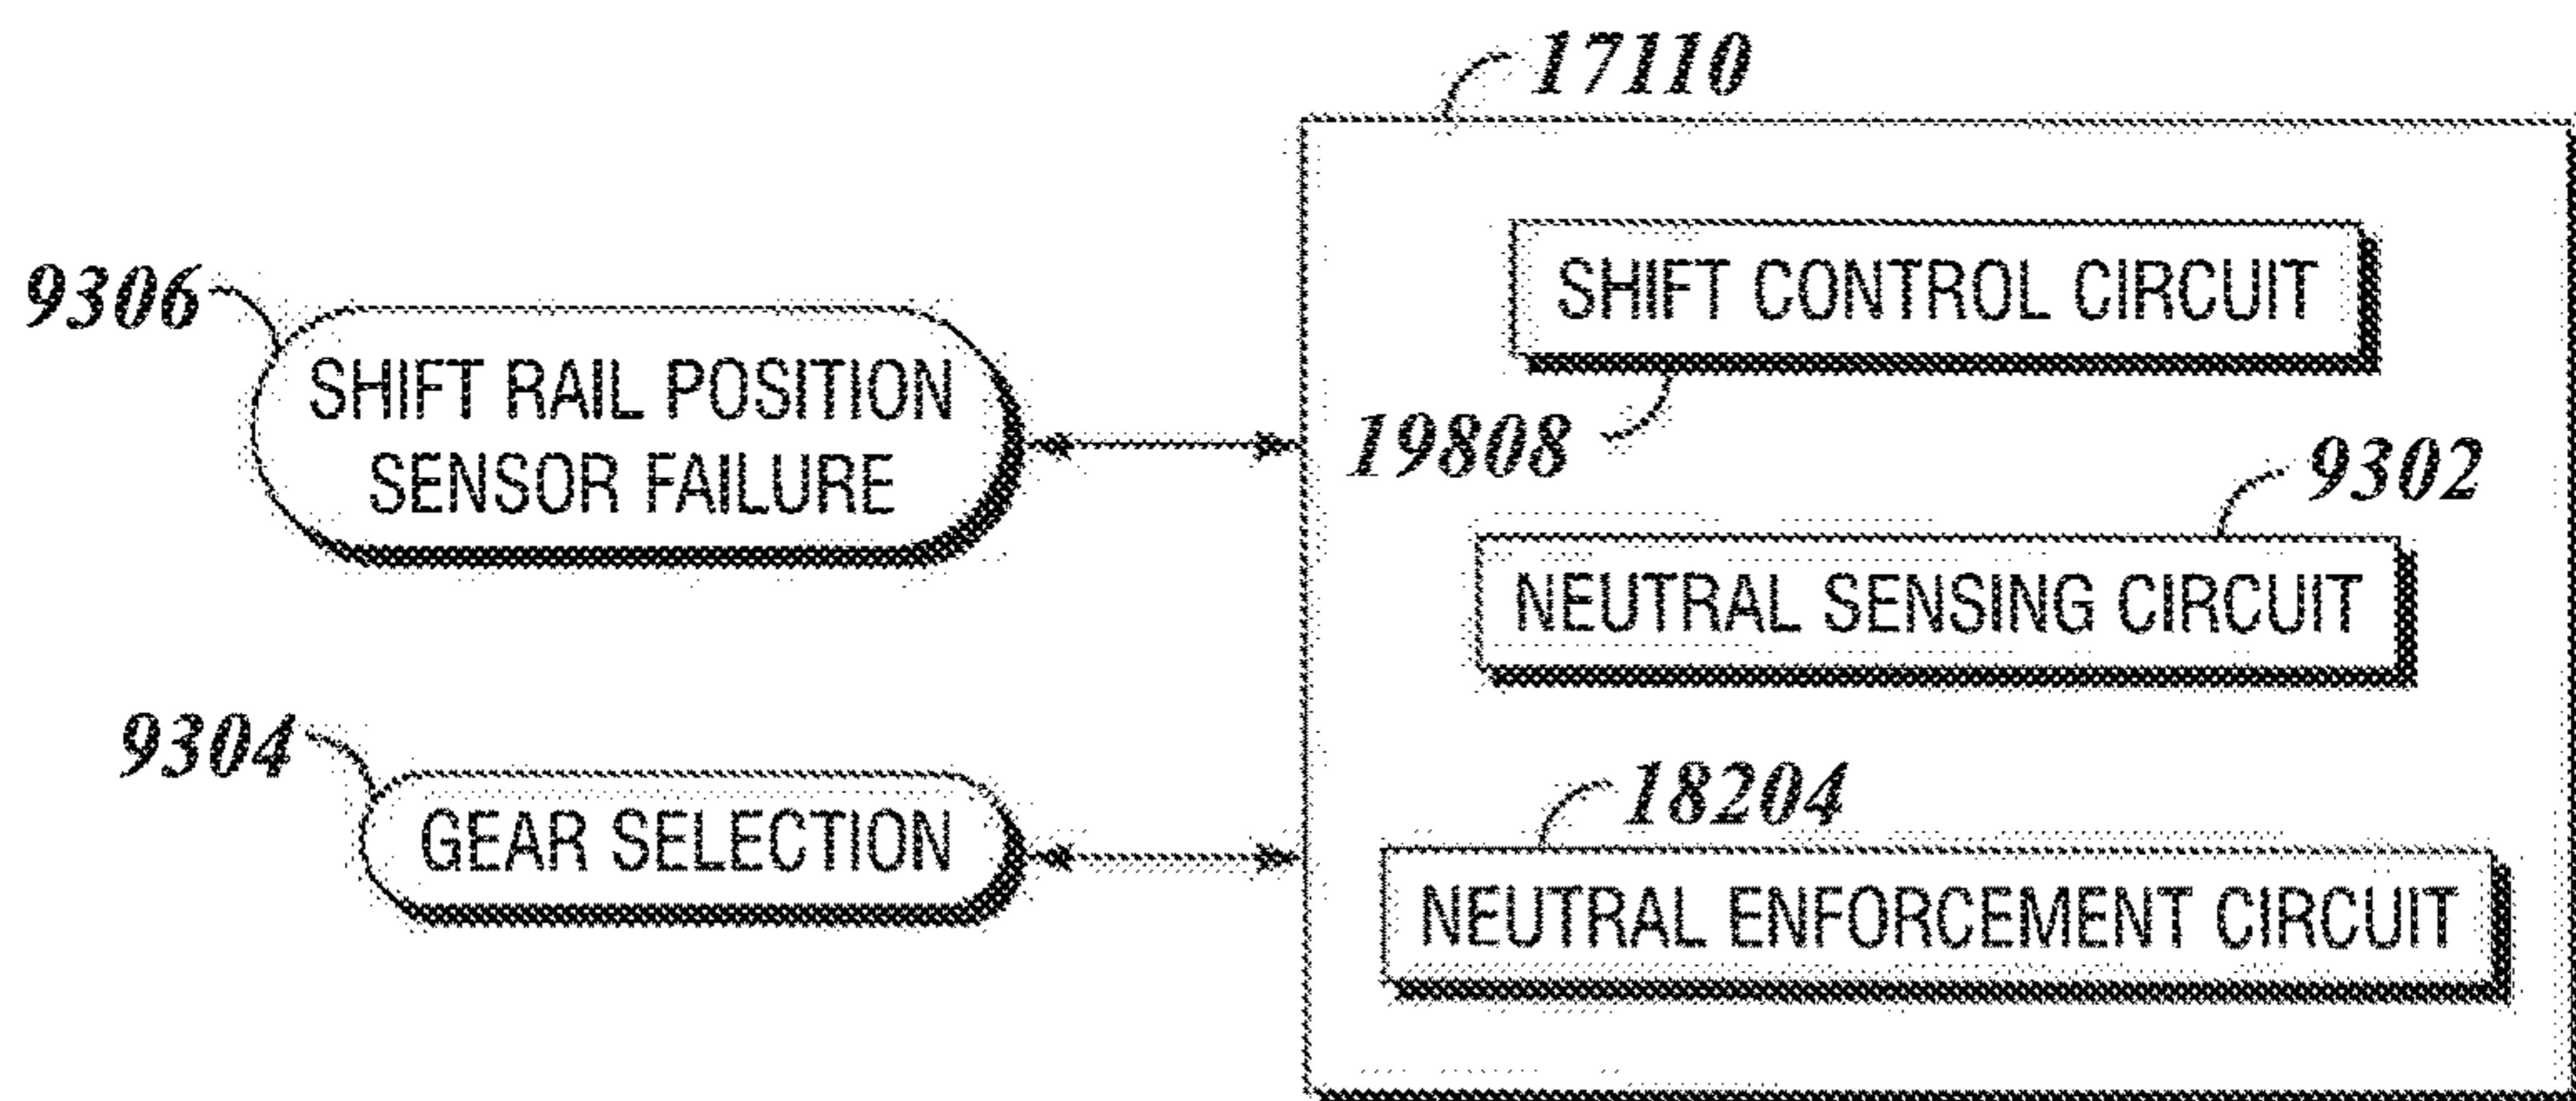 17110
SHIFT CONTROL CIRCUIT
9306
SHIFT RAIL POSITION
SENSOR FAILURE
19808
9302
NEUTRAL SENSING CIRCUIT
9304
GEAR SELECTION
18204
NEUTRAL ENFORCEMENT CIRCUIT